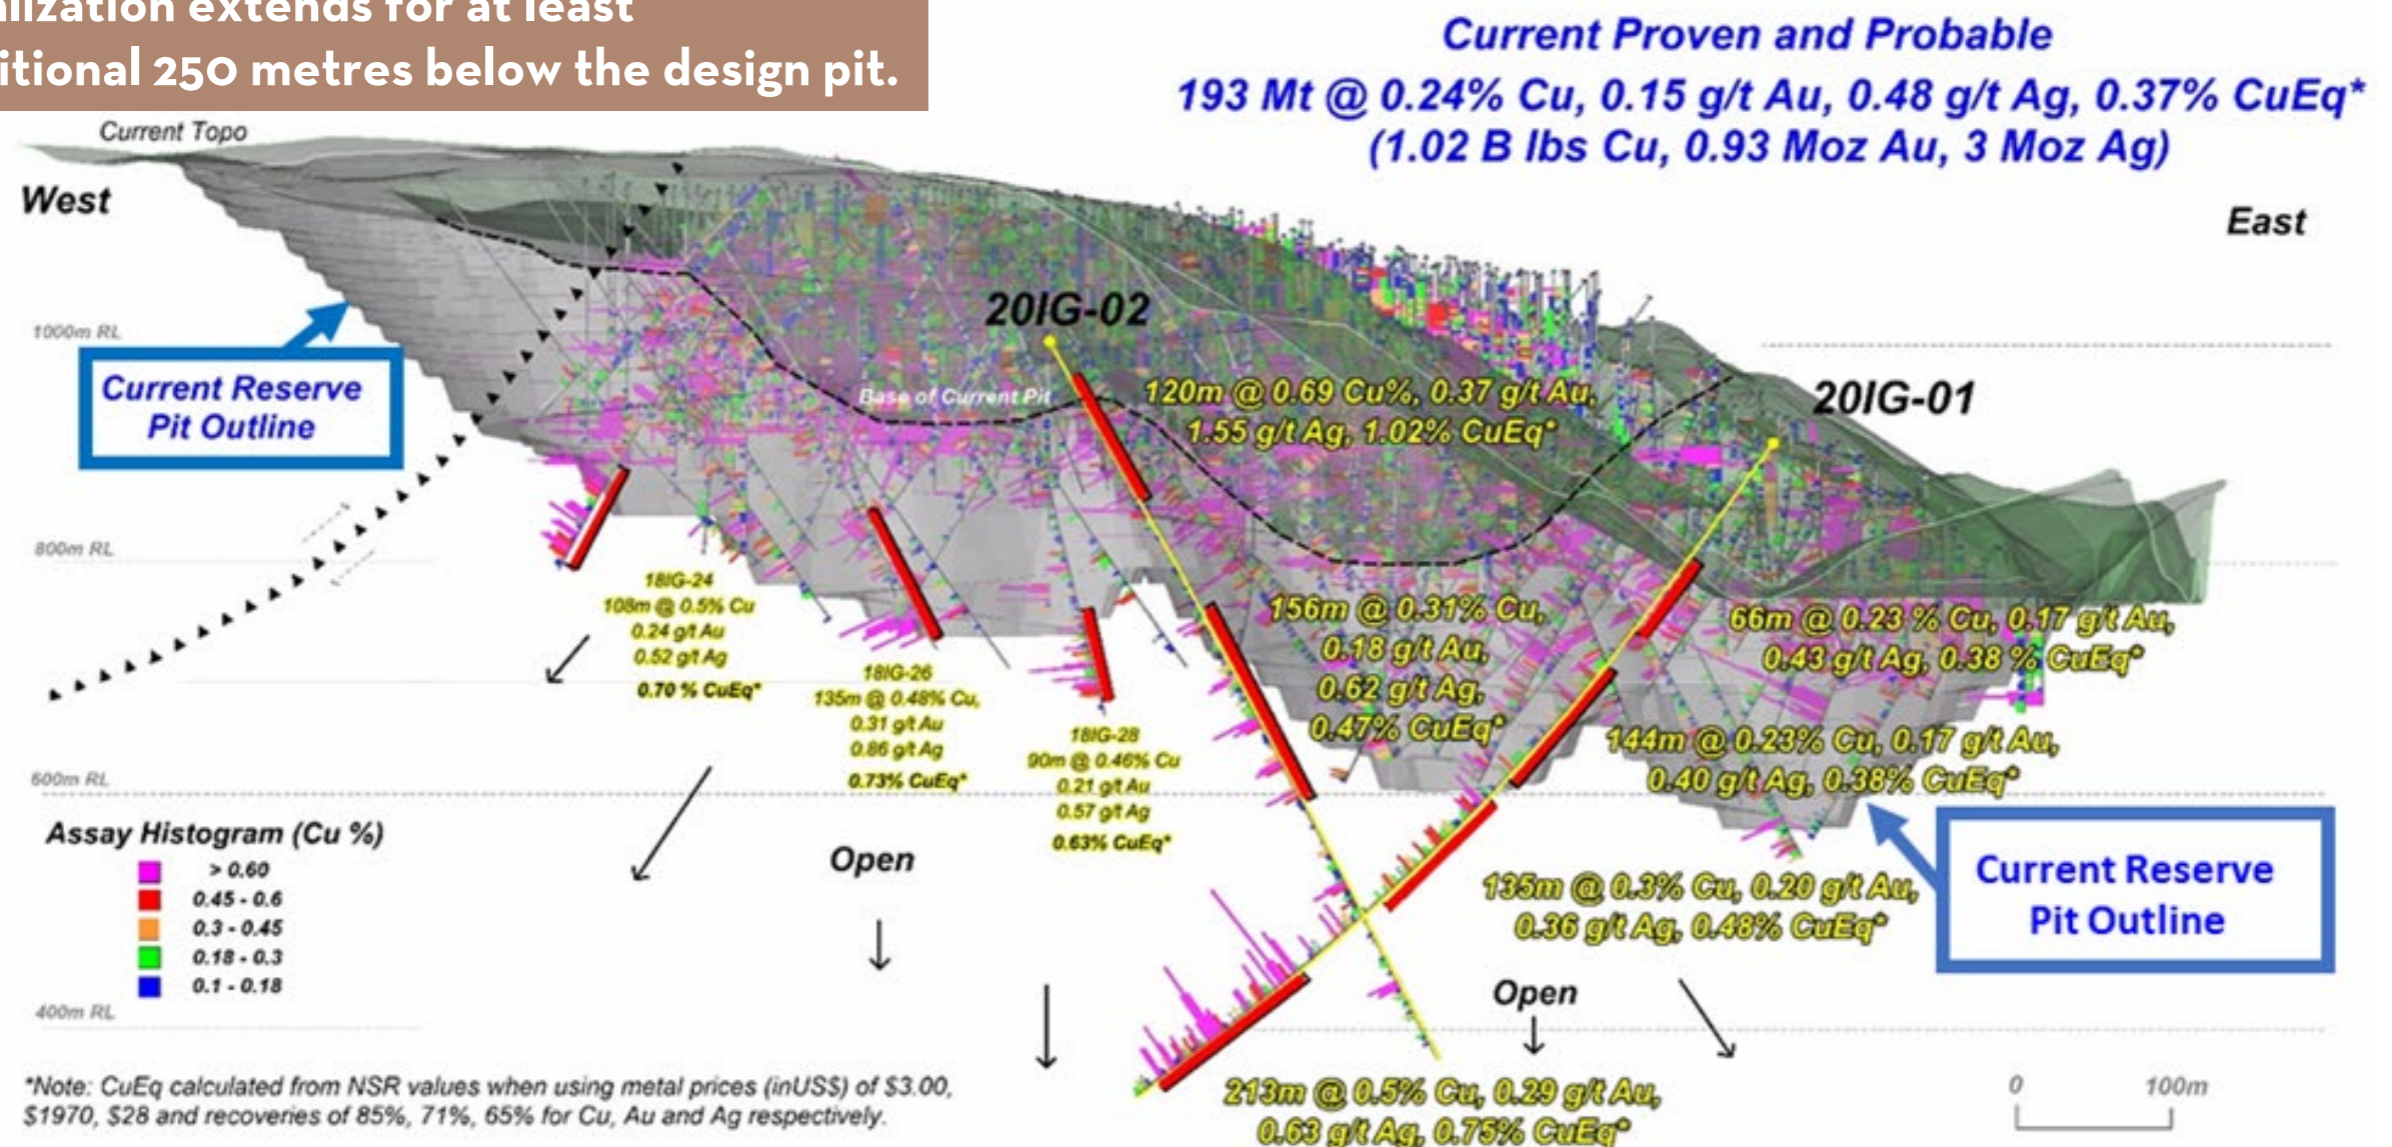 alization extends for at least
itional 250 metres below the design pit.
Current Proven and Probable
193 Mt @ 0.24% Cu, 0.15 g/t Au, 0.48 g/t Ag, 0.37% CuEq*
(1.02 B lbs Cu, 0.93 Moz Au, 3 Moz Ag)
Current Topo
West
East
20IG-02
1000m RL
Current Reserve
Pit Outline
Base of Current Pit
120m @ 0.69 Cu%, 0.37 g/t Au,
1.55 g/t Ag, 1.02% CuEq*
20IG-01
800m RL
18IG-24
108m @ 0.5% Cu
0.24 g/t Au
0.52 g/t Ag
0.70 % CuEq*
18IG-26
135m @ 0.48% Cu,
0.31 g/t Au
0.86 g/t Ag
0.73% CuEq*
18IG-28
90m @ 0.46% Cu
0.21 g/t Au
0.57 g/t Ag
0.63% CuEq*
156m @ 0.31% Cu,
0.18 g/t Au,
0.62 g/t Ag,
0.47% CuEq*
66m @ 0.23 % Cu, 0.17 g/t Au,
0.43 g/t Ag, 0.38 % CuEq*
144m @ 0.23% Cu, 0.17 g/t Au,
0.40 g/t Ag, 0.38% CuEq*
600m RL
Assay Histogram (Cu %)
> 0.60
0.45 - 0.6
0.3 - 0.45
0.18 - 0.3
0.1 - 0.18
Open
135m @ 0.3% Cu, 0.20 g/t Au,
0.36 g/t Ag, 0.48% CuEq*
Current Reserve
Pit Outline
400m RL
Open
213m @ 0.5% Cu, 0.29 g/t Au,
0.63 g/t Ag, 0.75% CuEq*
0 100m
*Note: CuEq calculated from NSR values when using metal prices (inUS$) of $3.00,
$1970, $28 and recoveries of 85%, 71%, 65% for Cu, Au and Ag respectively.